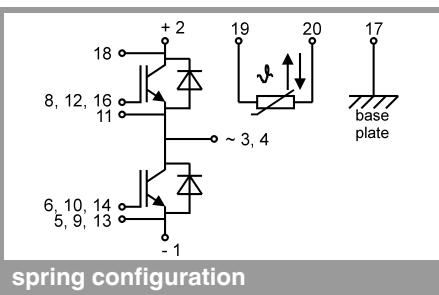 + 2
19
20
17
18
8, 12, 16
11
ϑ
base
plate
~ 3, 4
6, 10, 14
5, 9, 13
- 1
spring configuration